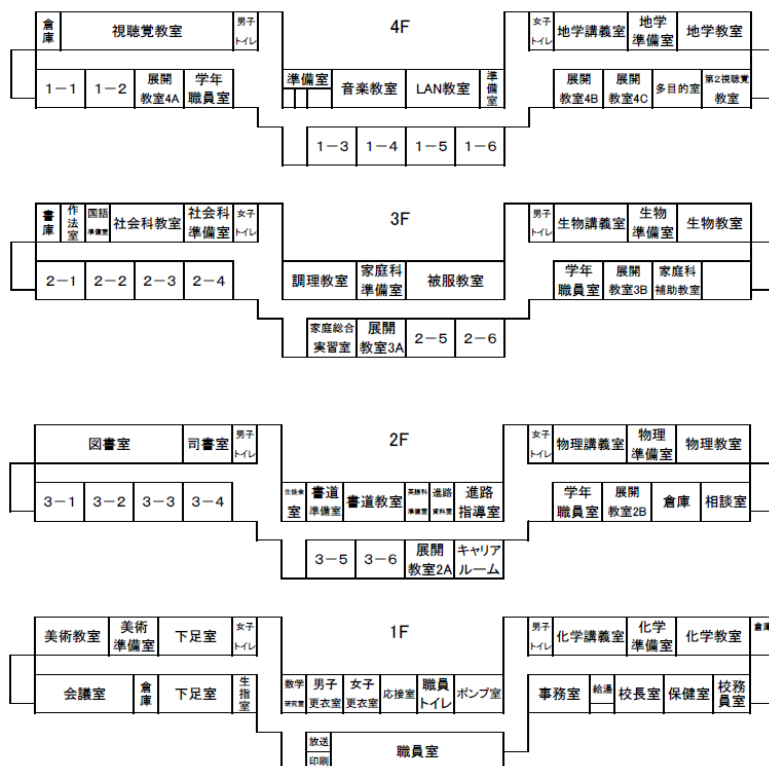 4F
倉
庫
視聴覚教室
男子
トイレ
女子
トイレ
地学講義室
地学
準備室
地学教室
1-1
1-2
展開
教室4A
学年
職員室
準備室
音楽教室
LAN教室
準
備
室
展開
教室4B
展開
教室4C
多目的室
第2視聴覚
教室
1-3
1-4
1-5
1-6
3F
書
庫
作
法
室
国語
準備室
社会科教室
社会科
準備室
女子
トイレ
男子
トイレ
生物講義室
生物
準備室
生物教室
2-1
2-2
2-3
2-4
調理教室
家庭科
準備室
被服教室
学年
職員室
展開
教室3B
家庭科
補助教室
家庭総合
実習室
展開
教室3A
2-5
2-6
2F
図書室
司書室
男子
トイレ
女子
トイレ
物理講義室
物理
準備室
物理教室
3-1
3-2
3-3
3-4
生徒会
室
書道
準備室
書道教室
英語科
準備室
進路
資料室
進路
指導室
学年
職員室
展開
教室2B
倉庫
相談室
3-5
3-6
展開
教室2A
キャリア
ルーム
1F
美術教室
美術
準備室
下足室
女子
トイレ
男子
トイレ
化学講義室
化学
準備室
化学教室
倉庫
会議室
倉
庫
下足室
生
指
室
数学
研究室
男子
更衣室
女子
更衣室
応接室
職員
トイレ
ポンプ室
事務室
給湯
校長室
保健室
校務
員室
放送
印刷
職員室